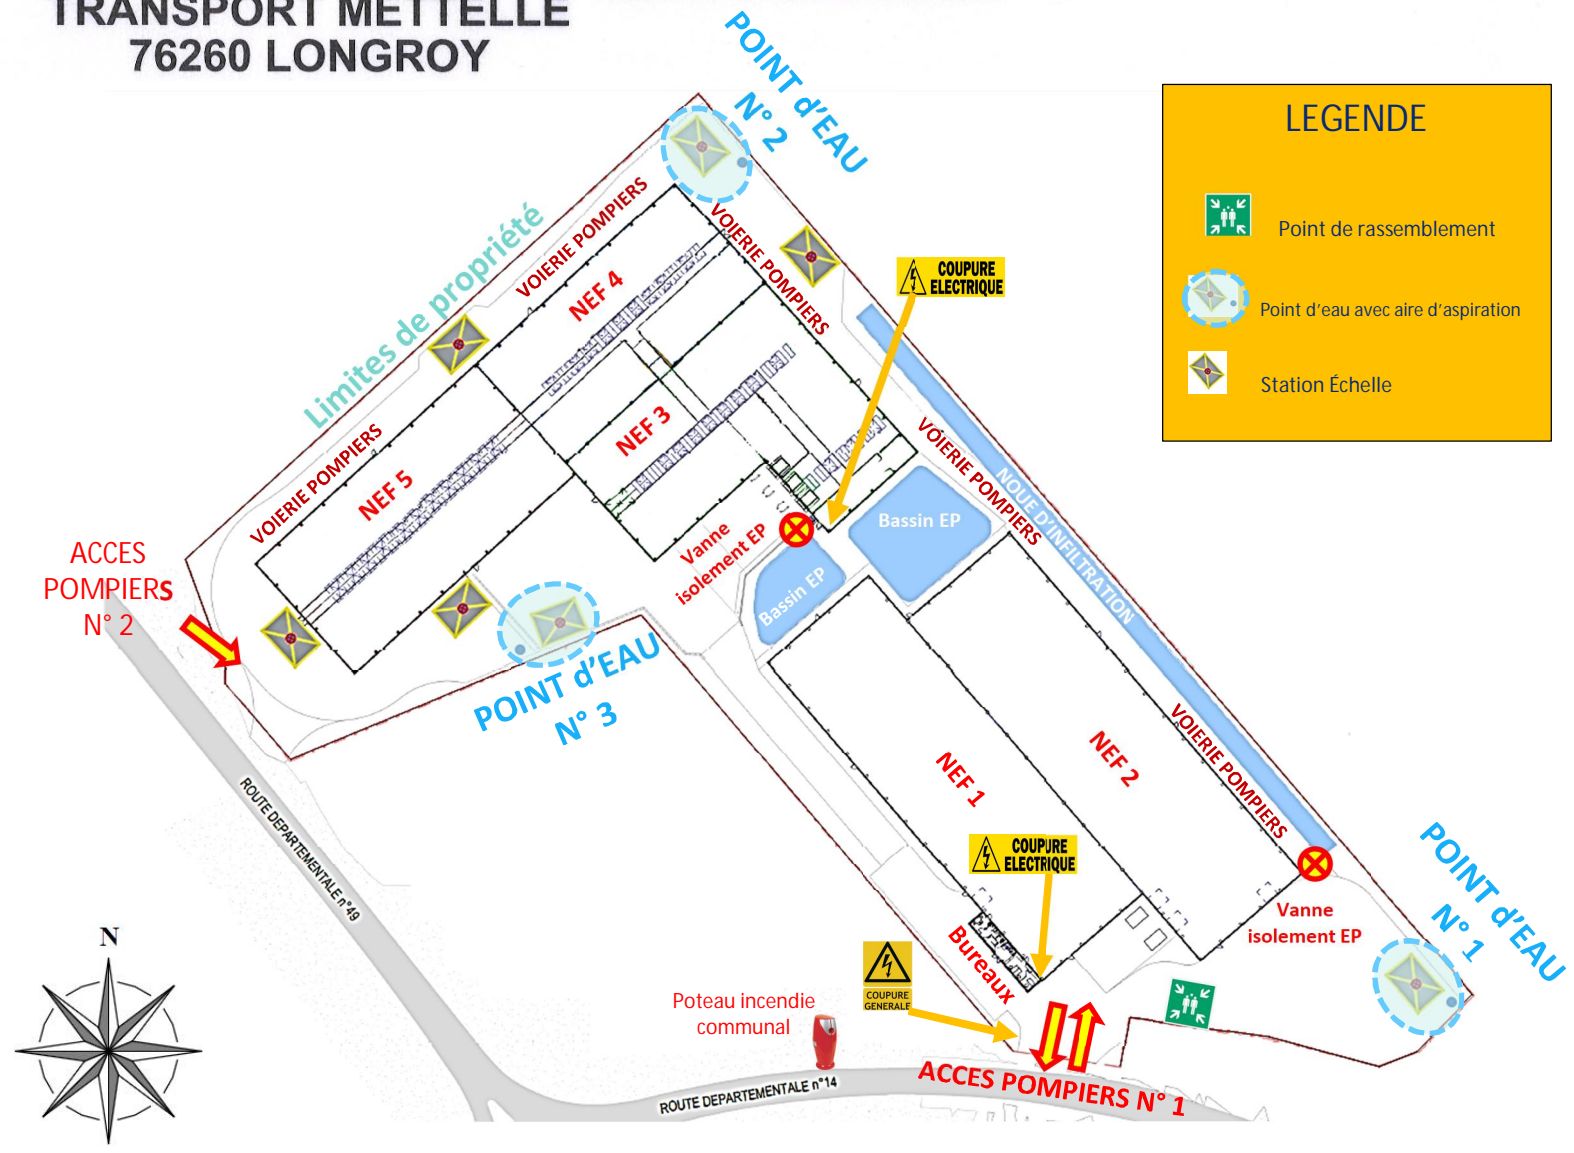 TRANSPORT METTELLE
76260 LONGROY
POINT d'EAU
N° 2
LEGENDE
Point de rassemblement
Point d'eau avec aire d'aspiration
Station Échelle
Limites de propriété
VOIERIE POMPIERS
VOIERIE POMPIERS
NEF 4
COUPURE
ELECTRIQUE
NEF 3
VOIERIE POMPIERS
NEF 5
VOIERIE POMPIERS
NOUE D'INFILTRATION
Bassin EP
Vanne
isolement EP
Bassin EP
ACCES
POMPIERS
N° 2
POINT d'EAU
N° 3
NEF 1
NEF 2
VOIERIE POMPIERS
COUPURE
ELECTRIQUE
Vanne
isolement EP
POINT d'EAU
N° 1
ROUTE DEPARTEMENTALE n°49
N
Bureaux
COUPURE
GENERALE
Poteau incendie
communal
ROUTE DEPARTEMENTALE n°14
ACCES POMPIERS N° 1